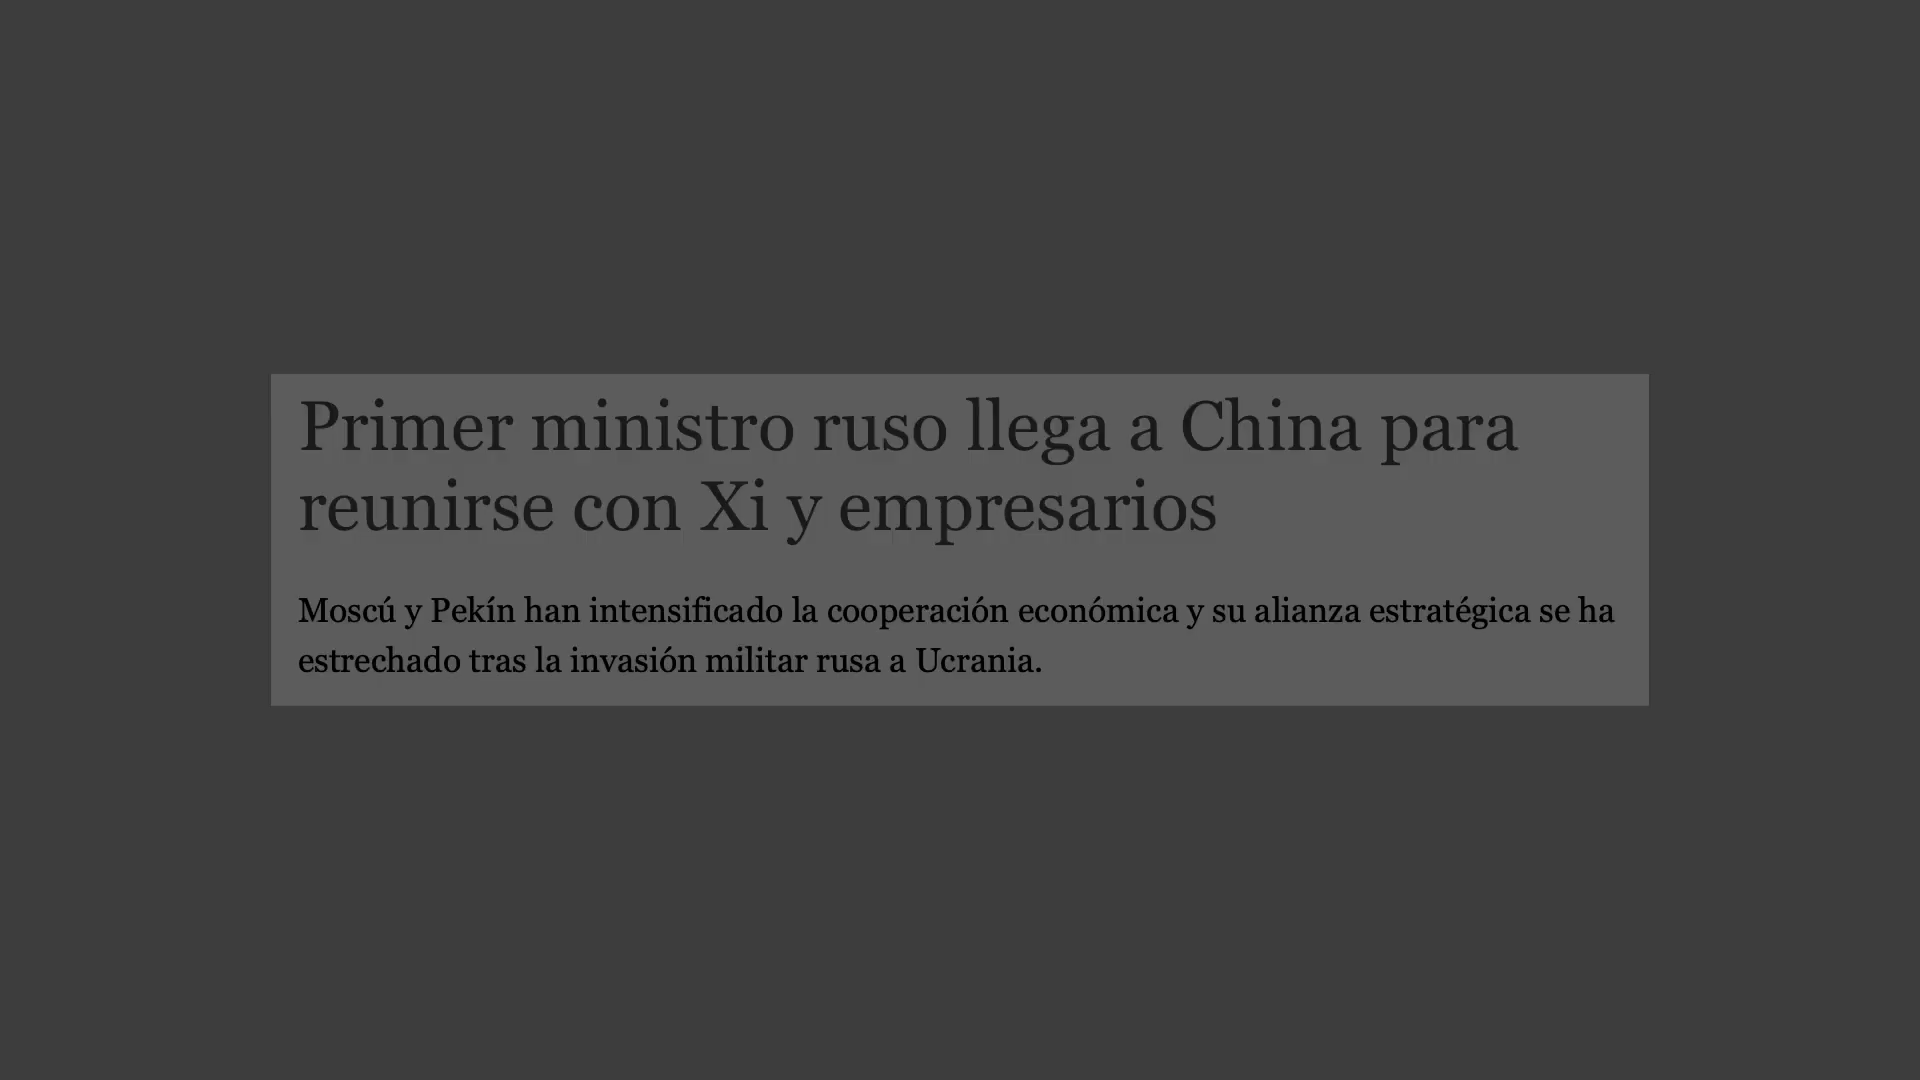 Primer ministro ruso llega a China para
reunirse con Xi y empresarios
Moscú y Pekín han intensificado la cooperación económica y su alianza estratégica se ha
estrechado tras la invasión militar rusa a Ucrania.